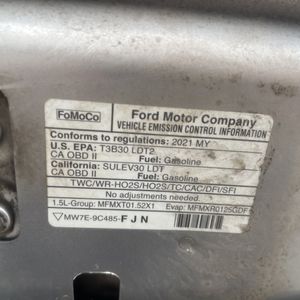 FoMoCo
Ford Motor Company
VEHICLE EMISSION CONTROL INFORMATION
Conforms to regulations: 2021 MY
U.S. EPA: T3B30 LDT2
CA OBD II Fuel: Gasoline
California: SULEV30 LDT
CA OBD II Fuel: Gasoline
TWC/WR-HO2S/HO2S/TC/CAC/DFI/SFI
No adjustments needed.
1.5L-Group: MFMXT01.52X1 Evap: MFMXR0125GDF
MW7E-9C485-FJN